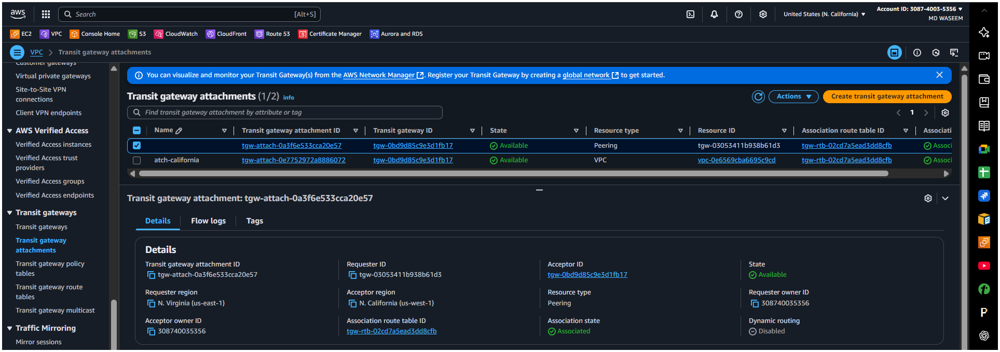 aws
Search [Alt+S]
United States (N. California)
Account ID: 3087-4003-5356
MD WASEEM
EC2 VPC Console Home S3 CloudWatch CloudFront Route 53 Certificate Manager Aurora and RDS
VPC Transit gateway attachments
Customer gateways
Virtual private gateways
Site-to-Site VPN
connections
Client VPN endpoints
AWS Verified Access
Verified Access instances
Verified Access trust
providers
Verified Access groups
Verified Access endpoints
Transit gateways
Transit gateways
Transit gateway
attachments
Transit gateway policy
tables
Transit gateway route
tables
Transit gateway multicast
Traffic Mirroring
Mirror sessions
You can visualize and monitor your Transit Gateway(s) from the AWS Network Manager. Register your Transit Gateway by creating a global network to get started.
Transit gateway attachments (1/2) info
Actions
Create transit gateway attachment
Find transit gateway attachment by attribute or tag
1
Name Transit gateway attachment ID Transit gateway ID State Resource type Resource ID Association route table ID Associati
tgw-attach-0a3f6e533cca20e57 tgw-0bd9d85c9e3d1fb17 Available Peering tgw-03053411b938b61d3 tgw-rtb-02cd7a5ead3dd8cfb Associ
atch-california tgw-attach-0e7752972a8886072 tgw-0bd9d85c9e3d1fb17 Available VPC vpc-0e6569cba6695c9cd tgw-rtb-02cd7a5ead3dd8cfb Associ
Transit gateway attachment: tgw-attach-0a3f6e533cca20e57
Details Flow logs Tags
Details
Transit gateway attachment ID
tgw-attach-0a3f6e533cca20e57
Requester ID
tgw-03053411b938b61d3
Acceptor ID
tgw-0bd9d85c9e3d1fb17
State
Available
Requester region
N. Virginia (us-east-1)
Acceptor region
N. California (us-west-1)
Resource type
Peering
Requester owner ID
308740035356
Acceptor owner ID
308740035356
Association route table ID
tgw-rtb-02cd7a5ead3dd8cfb
Association state
Associated
Dynamic routing
Disabled
P